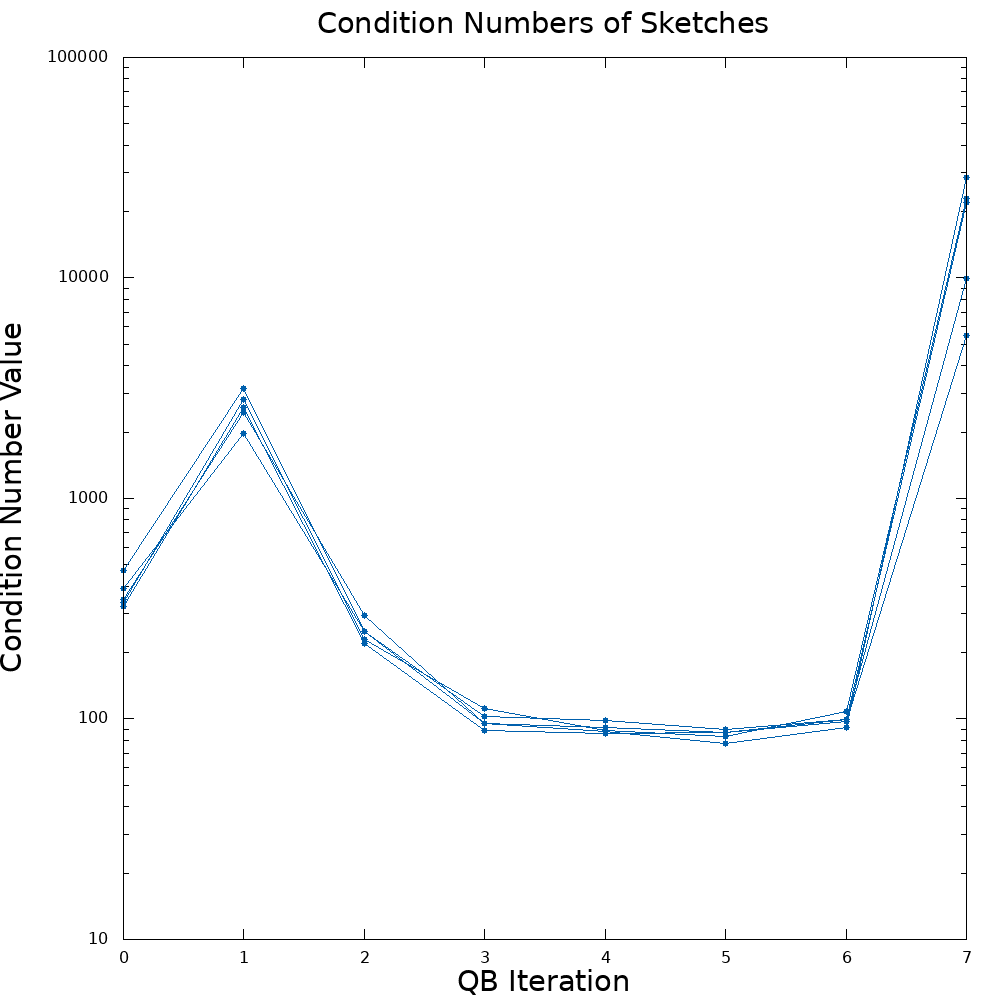 Condition Numbers of Sketches
100000
10000
1000
100
10
Condition Number Value
0 1 2 3 4 5 6 7
QB Iteration